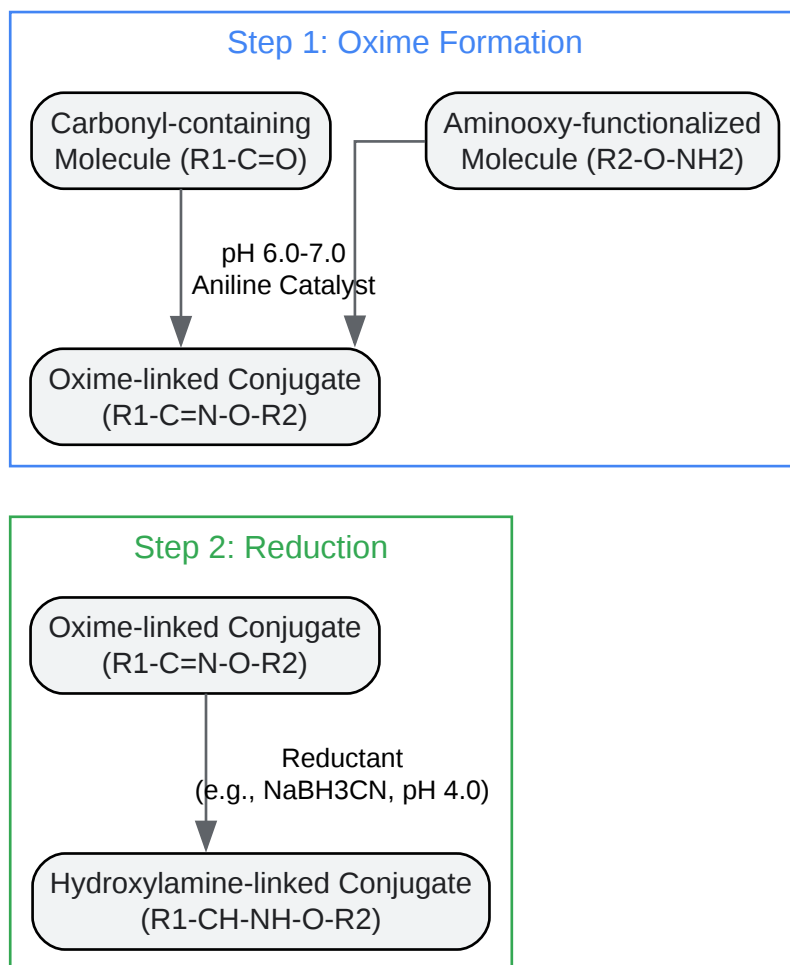 Step 1: Oxime Formation
Carbonyl-containing
Molecule (R1-C=O)
Aminooxy-functionalized
Molecule (R2-O-NH2)
pH 6.0-7.0
Aniline Catalyst
Oxime-linked Conjugate
(R1-C=N-O-R2)
Step 2: Reduction
Oxime-linked Conjugate
(R1-C=N-O-R2)
Reductant
(e.g., NaBH3CN, pH 4.0)
Hydroxylamine-linked Conjugate
(R1-CH-NH-O-R2)